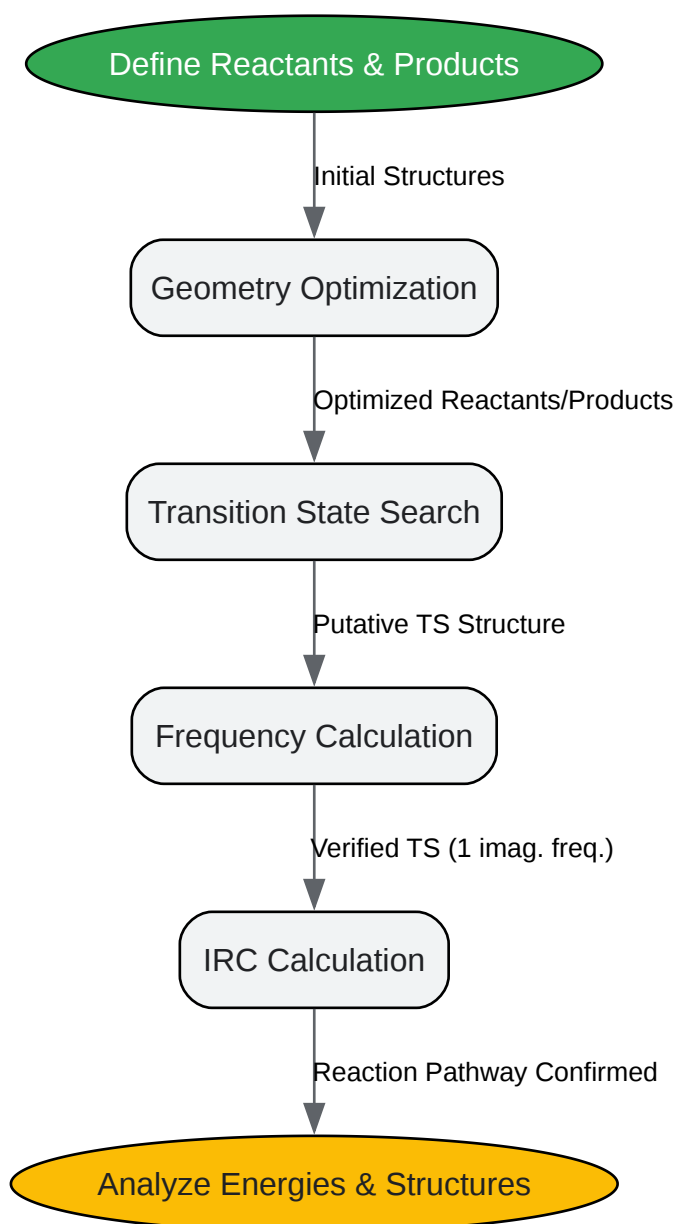 Define Reactants & Products
Initial Structures
Geometry Optimization
Optimized Reactants/Products
Transition State Search
Putative TS Structure
Frequency Calculation
Verified TS (1 imag. freq.)
IRC Calculation
Reaction Pathway Confirmed
Analyze Energies & Structures